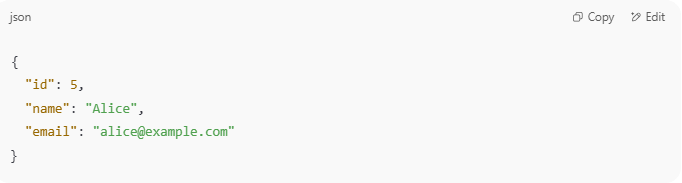 json
Copy
Edit
{
  "id": 5,
  "name": "Alice",
  "email": "alice@example.com"
}